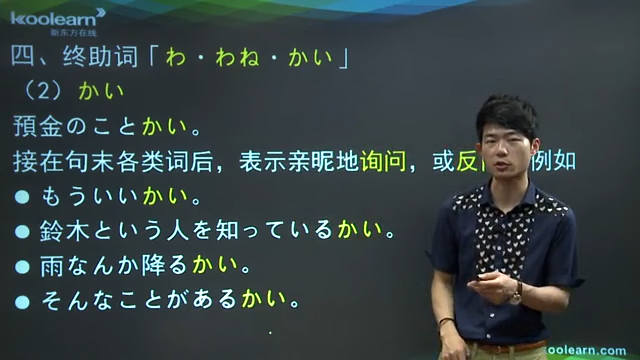 koolearn
新东方在线
四、终助词「わ・わね・かい」
（2）かい
預金のことかい。
接在句末各类词后，表示亲昵地询问，或反 例如
● もういいかい。
● 鈴木という人を知っているかい。
● 雨なんか降るかい。
● そんなことがあるかい。
oolearn.com